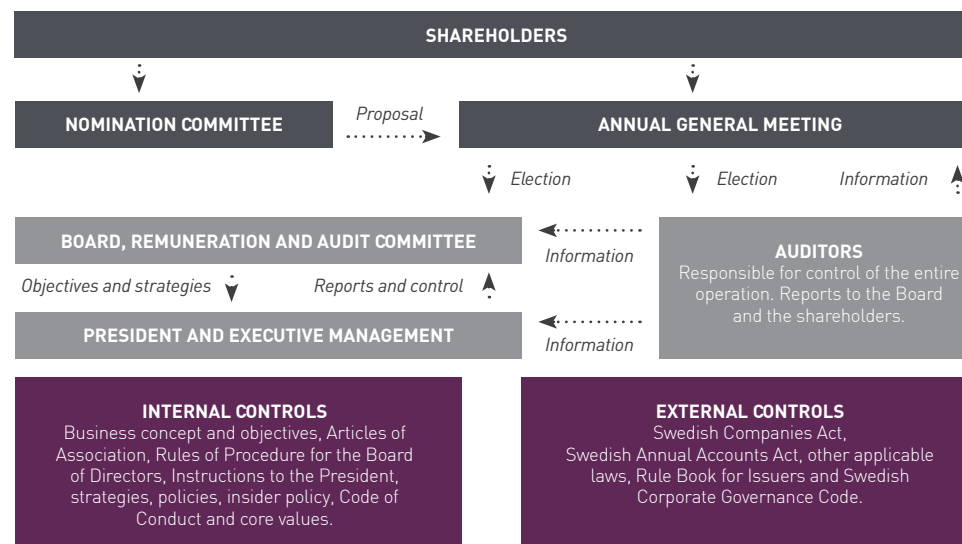 SHAREHOLDERS
NOMINATION COMMITTEE
Proposal
ANNUAL GENERAL MEETING
Election
Election
Information
BOARD, REMUNERATION AND AUDIT COMMITTEE
Information
AUDITORS
Responsible for control of the entire
operation. Reports to the Board
and the shareholders.
Objectives and strategies
Reports and control
PRESIDENT AND EXECUTIVE MANAGEMENT
Information
INTERNAL CONTROLS
Business concept and objectives, Articles of
Association, Rules of Procedure for the Board
of Directors, Instructions to the President,
strategies, policies, insider policy, Code of
Conduct and core values.
EXTERNAL CONTROLS
Swedish Companies Act,
Swedish Annual Accounts Act, other applicable
laws, Rule Book for Issuers and Swedish
Corporate Governance Code.